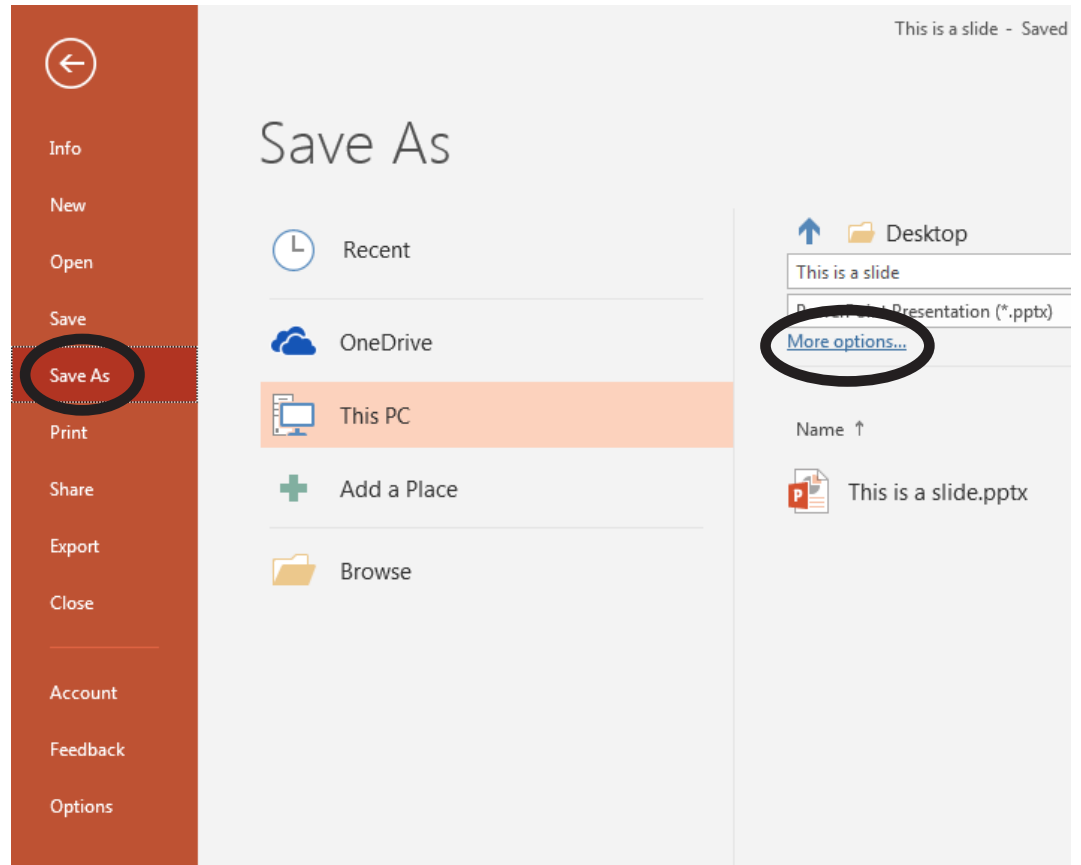 This is a slide - Saved
Info
New
Open
Save
Save As
Print
Share
Export
Close
Account
Feedback
Options
Save As
Recent
OneDrive
This PC
Add a Place
Browse
Desktop
This is a slide
PowerPoint Presentation (*.pptx)
More options...
Name ↑
P
This is a slide.pptx